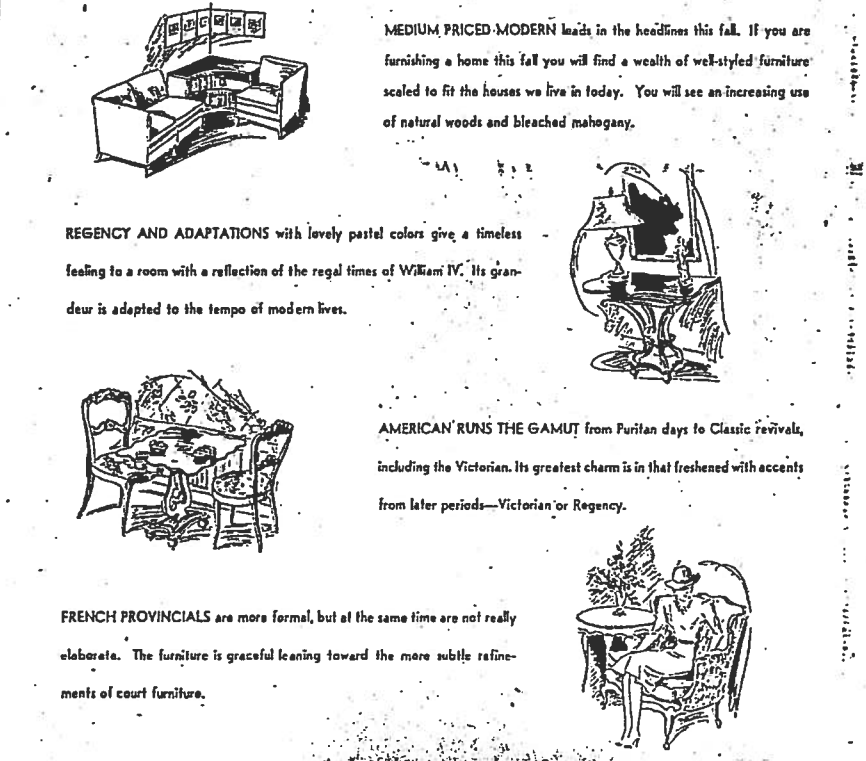 MEDIUM PRICED MODERN leads in the headlines this fall. If you are
furnishing a home this fall you will find a wealth of well-styled furniture
scaled to fit the houses we live in today. You will see an increasing use
of natural woods and bleached mahogany.
REGENCY AND ADAPTATIONS with lovely pastel colors give a timeless
feeling to a room with a reflection of the regal times of William IV. Its gran-
deur is adapted to the tempo of modern lives.
AMERICAN RUNS THE GAMUT from Puritan days to Classic revivals,
including the Victorian. Its greatest charm is in that freshened with accents
from later periods—Victorian or Regency.
FRENCH PROVINCIALS are more formal, but at the same time are not really
elaborate. The furniture is graceful leaning toward the more subtle refine-
ments of court furniture.